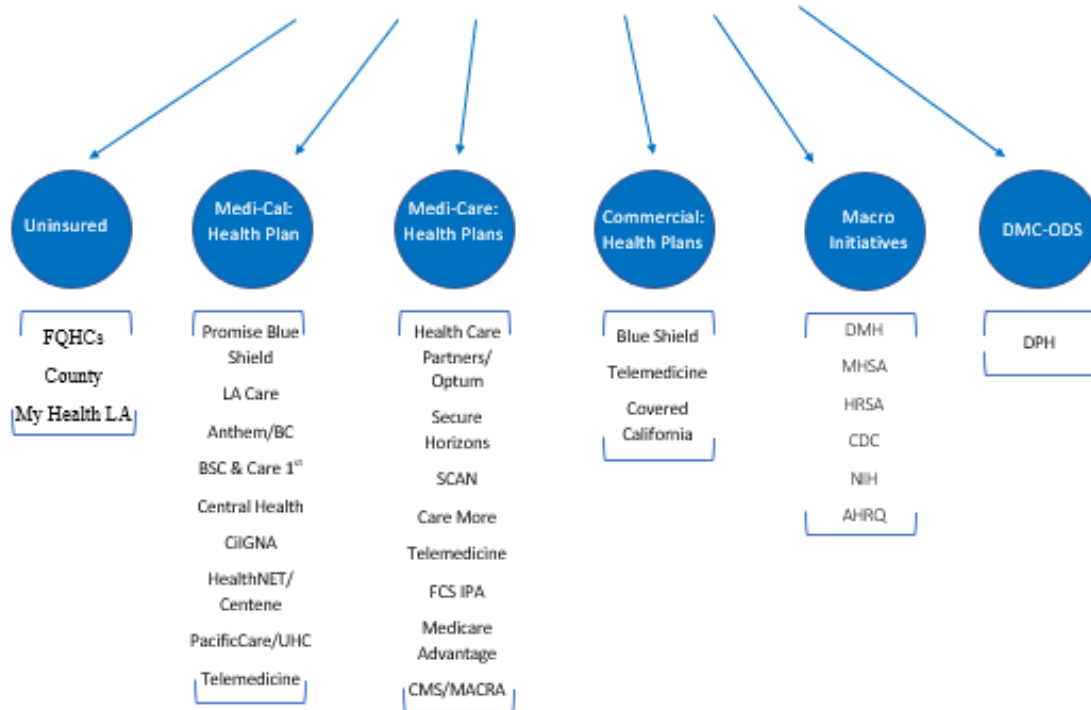 Uninsured
FQHCs
County
My Health LA
Medi-Cal:
Health Plan
Promise Blue
Shield
LA Care
Anthem/BC
BSC & Care 1st
Central Health
CilGNA
HealthNET/
Centene
PacificCare/UHC
Telemedicine
Medi-Care:
Health Plans
Health Care
Partners/
Optum
Secure
Horizons
SCAN
Care More
Telemedicine
FCS IPA
Medicare
Advantage
CMS/MACRA
Commercial:
Health Plans
Blue Shield
Telemedicine
Covered
California
Macro
Initiatives
DMH
MHSA
HRSA
CDC
NIH
AHRQ
DMC-ODS
DPH